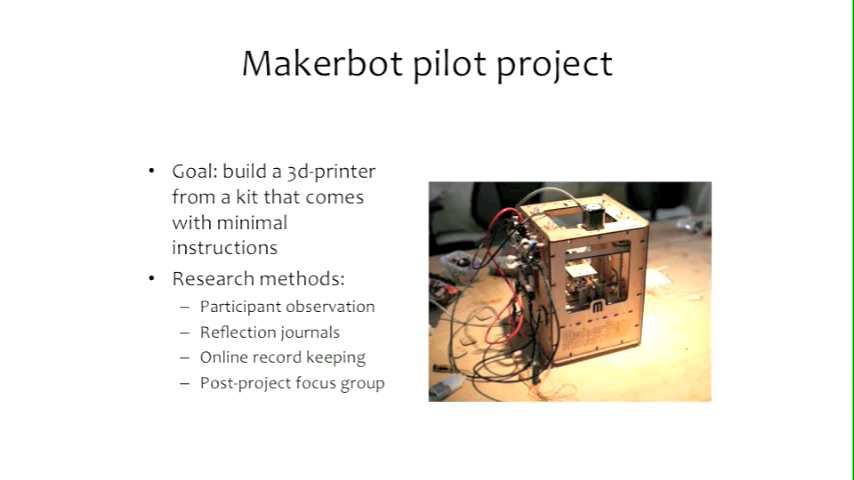 Makerbot pilot project
• Goal: build a 3d-printer
from a kit that comes
with minimal
instructions
• Research methods:
– Participant observation
– Reflection journals
– Online record keeping
– Post-project focus group